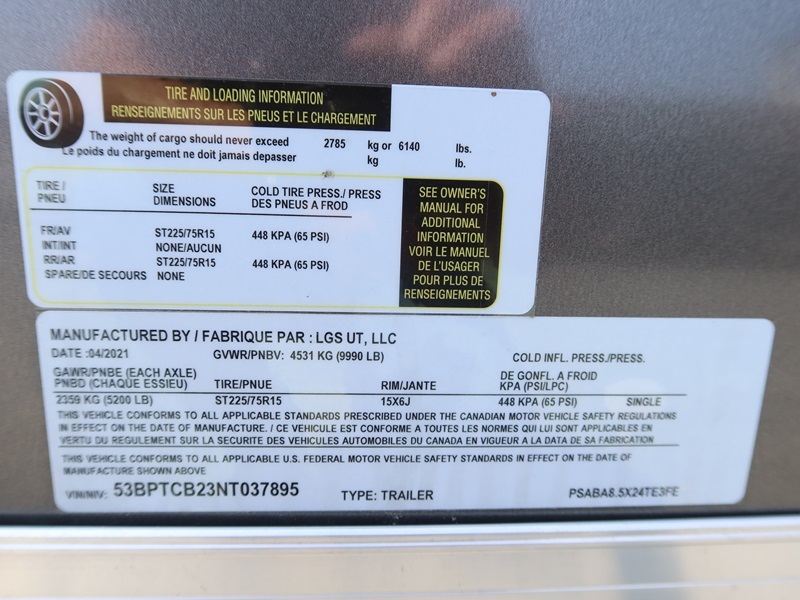 TIRE AND LOADING INFORMATION
RENSEIGNEMENTS SUR LES PNEUS ET LE CHARGEMENT
The weight of cargo should never exceed 2785 kg or 6140 lbs.
Le poids du chargement ne doit jamais depasser kg lb.
TIRE / PNEU
SIZE DIMENSIONS
COLD TIRE PRESS./ PRESS DES PNEUS A FROD
FR/AV ST225/75R15 448 KPA (65 PSI)
INT/INT NONE/AUCUN
RR/AR ST225/75R15 448 KPA (65 PSI)
SPARE/DE SECOURS NONE
SEE OWNER'S
MANUAL FOR
ADDITIONAL
INFORMATION
VOIR LE MANUEL
DE L'USAGER
POUR PLUS DE
RENSEIGNEMENTS
MANUFACTURED BY / FABRIQUE PAR : LGS UT, LLC
DATE :04/2021 GVWR/PNBV: 4531 KG (9990 LB)
COLD INFL. PRESS./PRESS.
GAWR/PNBE (EACH AXLE) DE GONFL. A FROID
PNBD (CHAQUE ESSIEU) TIRE/PNUE RIM/JANTE KPA (PSI/LPC)
2359 KG (5200 LB) ST225/75R15 15X6J 448 KPA (65 PSI) SINGLE
THIS VEHICLE CONFORMS TO ALL APPLICABLE STANDARDS PRESCRIBED UNDER THE CANADIAN MOTOR VEHICLE SAFETY REGULATIONS
IN EFFECT ON THE DATE OF MANUFACTURE. / CE VEHICULE EST CONFORME A TOUTES LES NORMES QUI LUI SONT APPLICABLES EN
VERTU DU REGULEMENT SUR LA SECURITE DES VEHICULES AUTOMOBILES DU CANADA EN VIGUEUR A LA DATE DE SA FABRICATION
THIS VEHICLE CONFORMS TO ALL APPLICABLE U.S. FEDERAL MOTOR VEHICLE SAFETY STANDARDS IN EFFECT ON THE DATE OF
MANUFACTURE SHOWN ABOVE
VIN/NIV: 53BPTCB23NT037895 TYPE: TRAILER PSABA8.5X24TE3FE